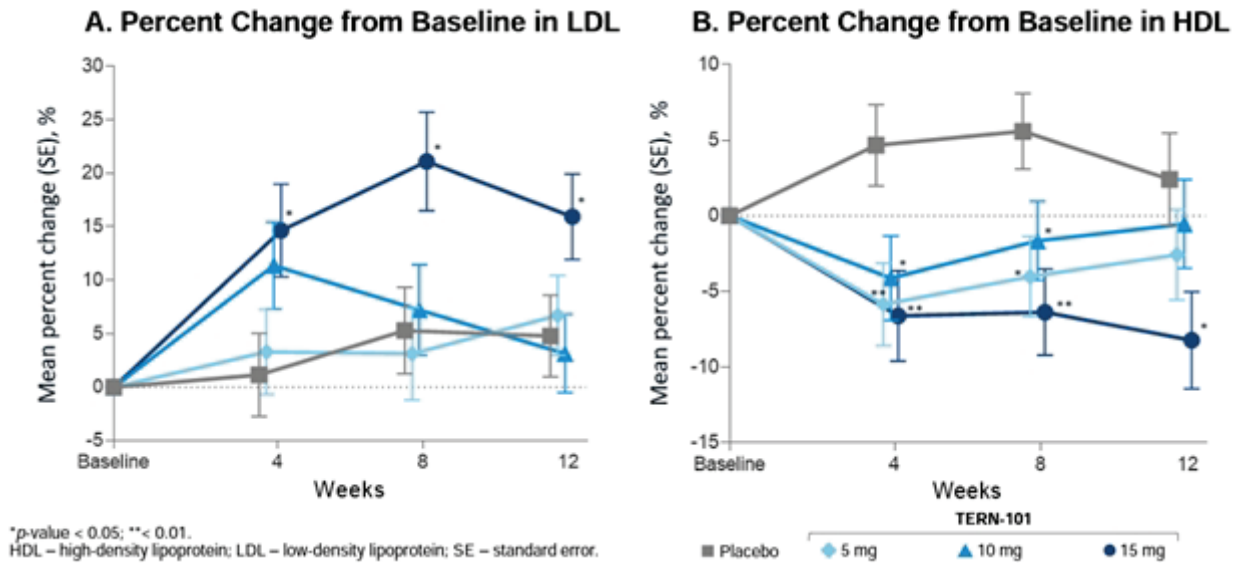 A. Percent Change from Baseline in LDL
Mean percent change (SE), %
30
25
20
15
10
5
0
-5
*
*
*
Baseline
4
8
12
Weeks
B. Percent Change from Baseline in HDL
Mean percent change (SE), %
10
5
0
-5
-10
-15
*
**
**
*
*
**
*
Baseline
4
8
12
Weeks
*p-value < 0.05; **< 0.01.
HDL – high-density lipoprotein; LDL – low-density lipoprotein; SE – standard error.
TERN-101
Placebo 5 mg 10 mg 15 mg